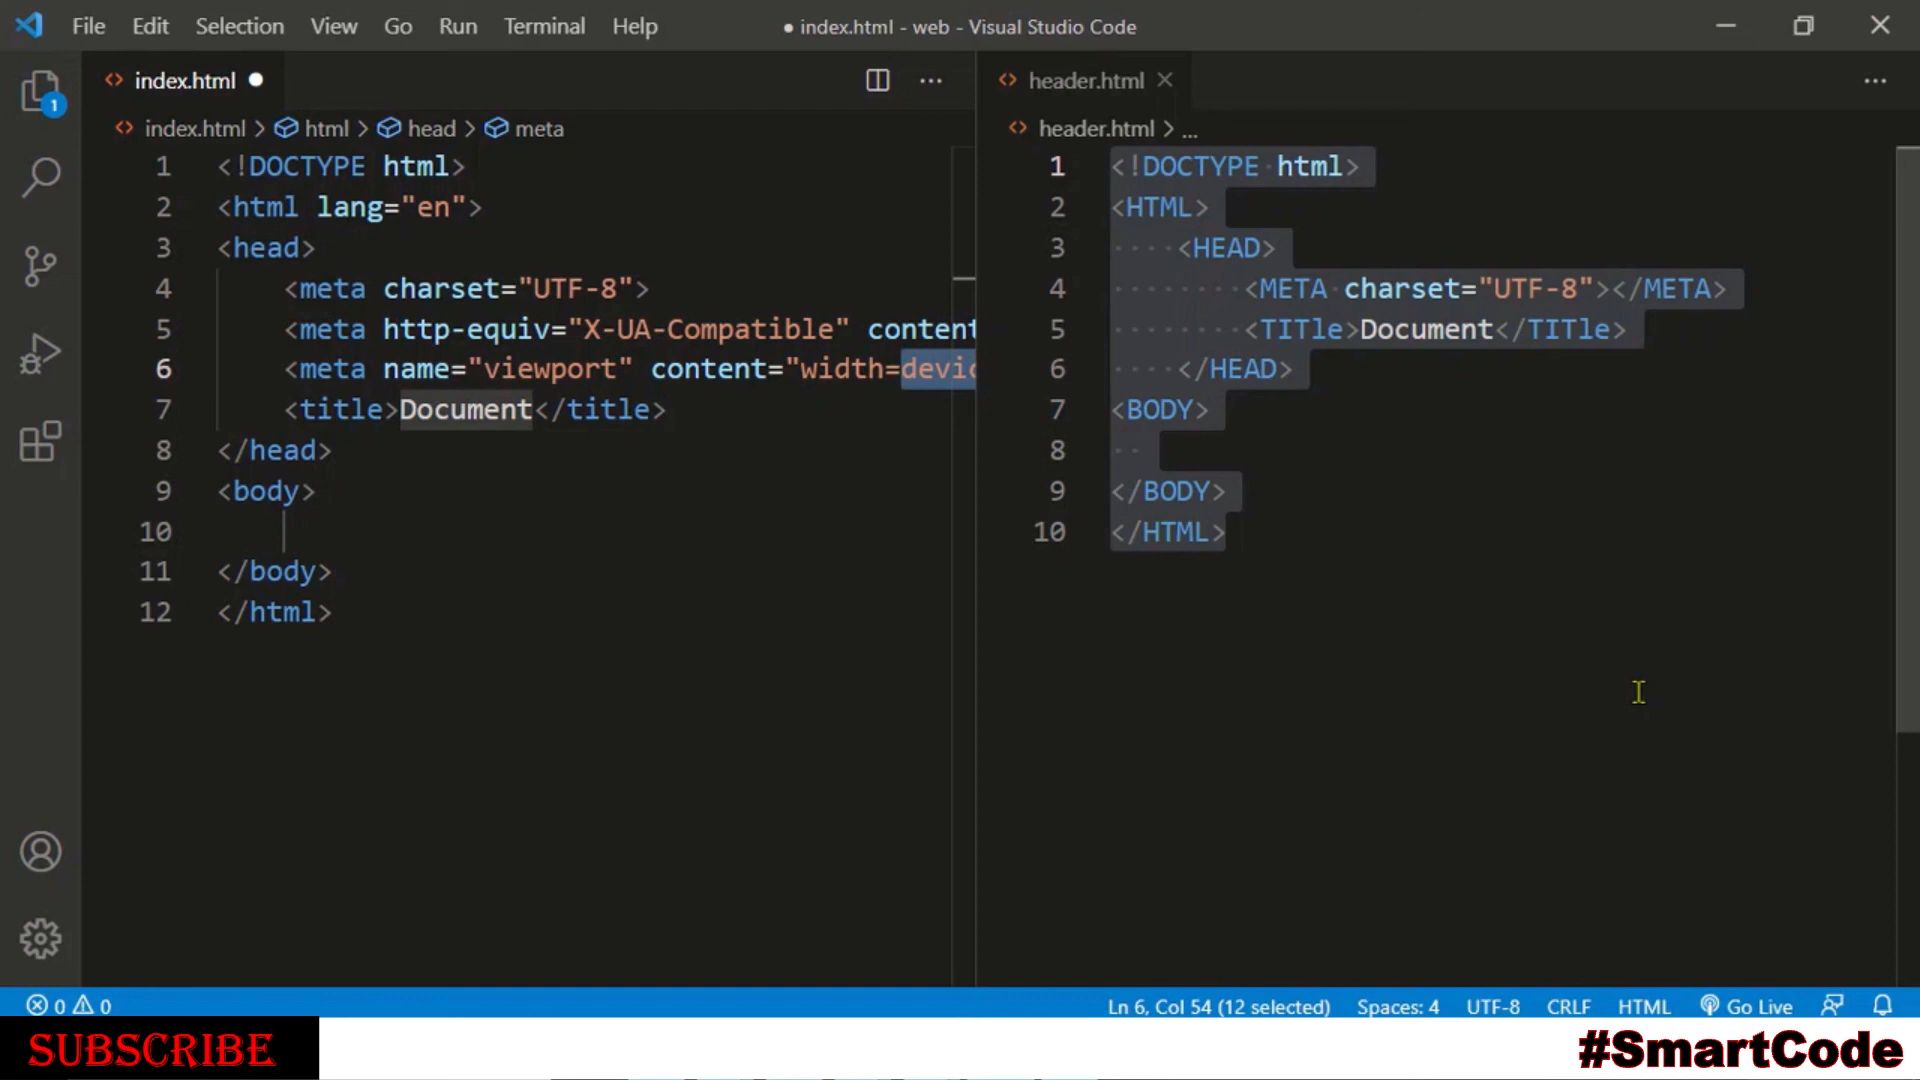 File Edit Selection View Go Run Terminal Help ● index.html - web - Visual Studio Code
index.html
header.html
index.html > html > head > meta
header.html > ...
1 <!DOCTYPE html>
2 <html lang="en">
3 <head>
4 <meta charset="UTF-8">
5 <meta http-equiv="X-UA-Compatible" content
6 <meta name="viewport" content="width=devic
7 <title>Document</title>
8 </head>
9 <body>
10
11 </body>
12 </html>
1 <!DOCTYPE html>
2 <HTML>
3 <HEAD>
4 <META charset="UTF-8"></META>
5 <TITle>Document</TITle>
6 </HEAD>
7 <BODY>
8
9 </BODY>
10 </HTML>
1
0 0 Ln 6, Col 54 (12 selected) Spaces: 4 UTF-8 CRLF HTML Go Live
SUBSCRIBE
#SmartCode